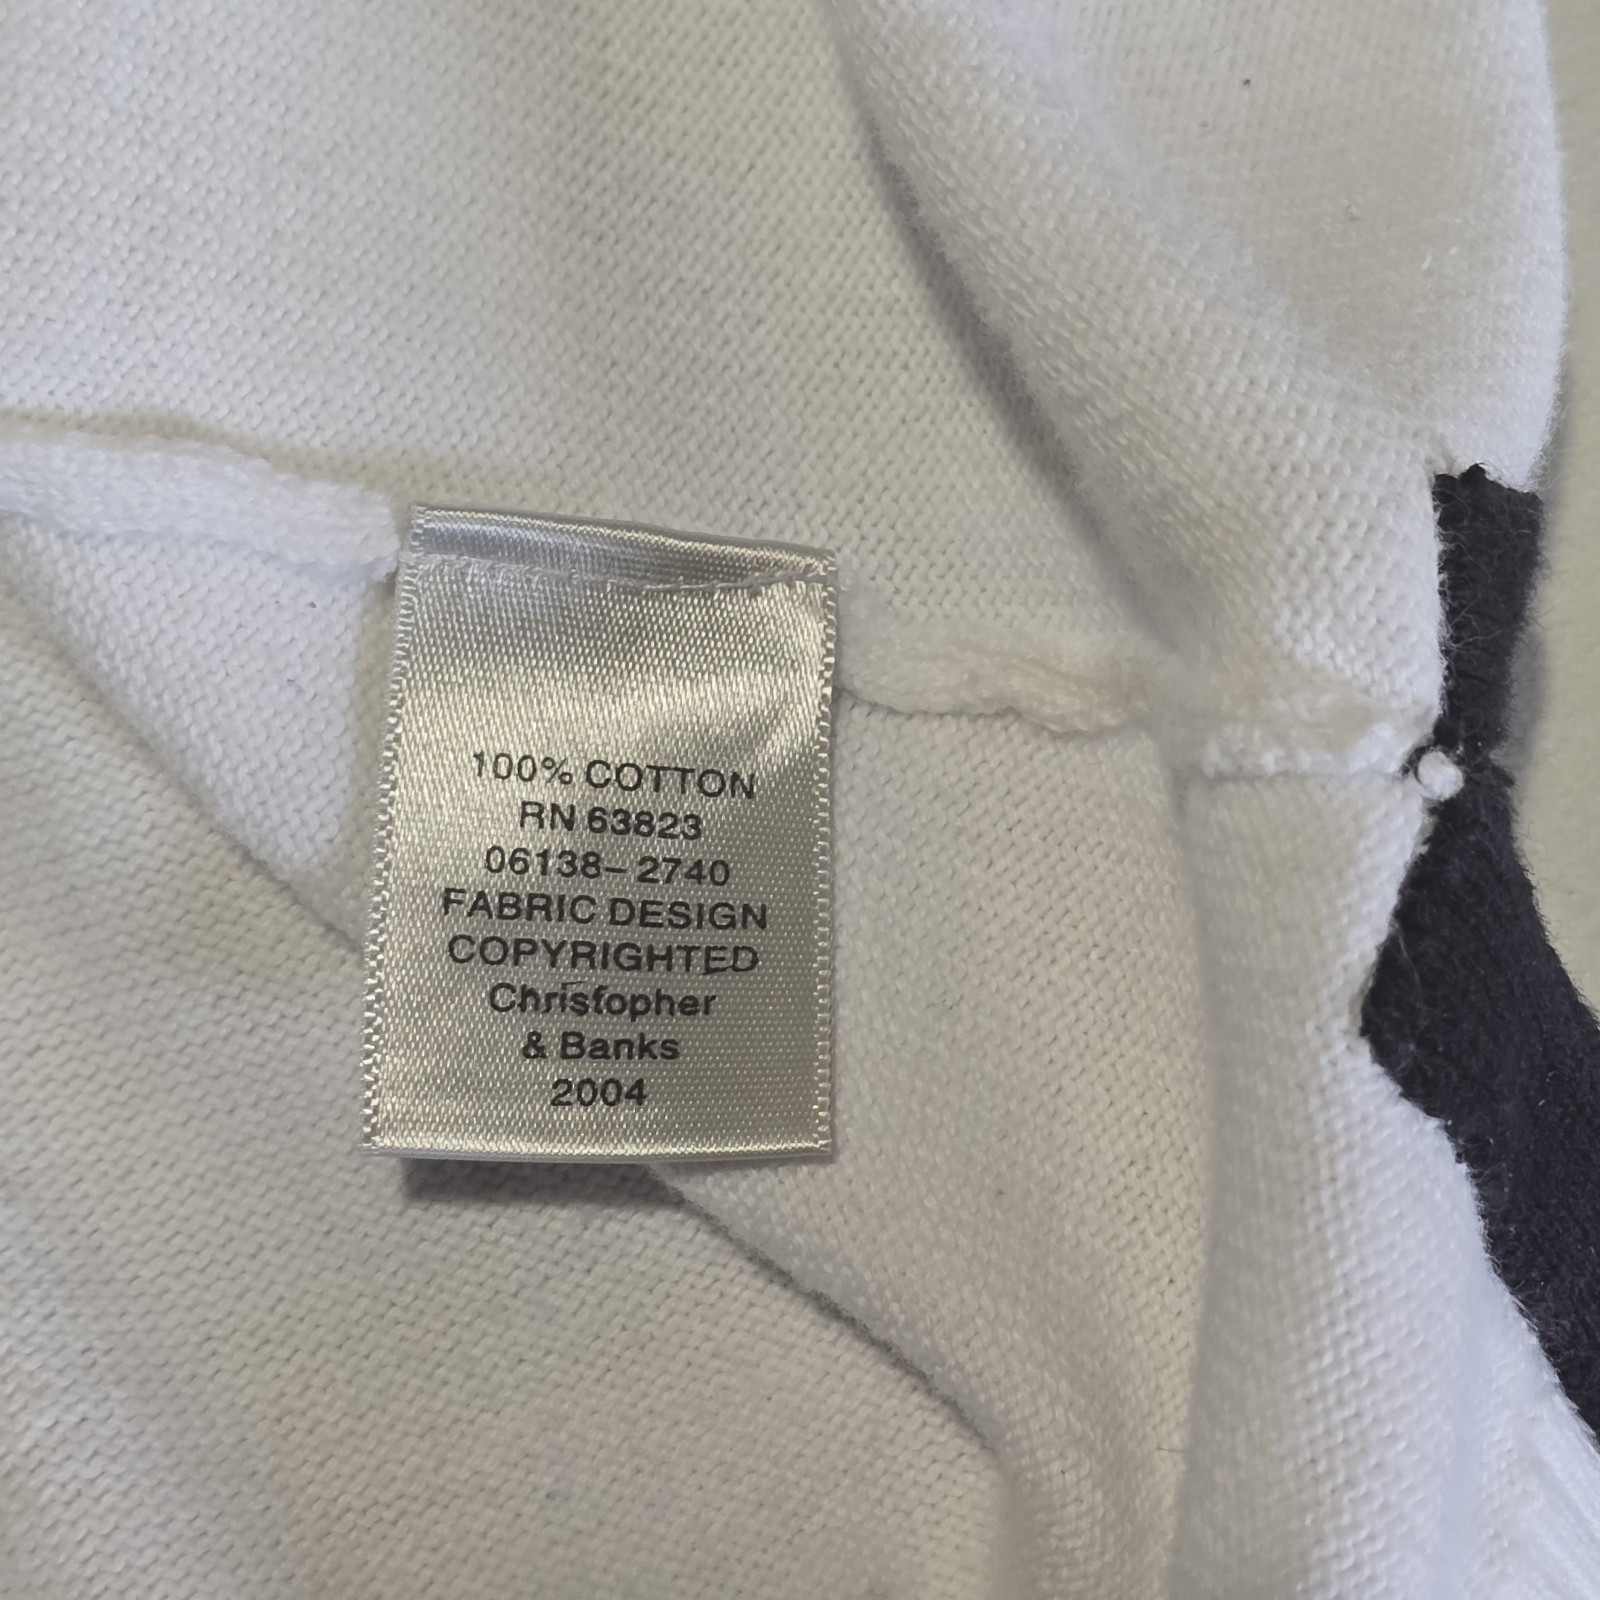 100% COTTON
RN 63823
06138-2740
FABRIC DESIGN
COPYRIGHTED
Christopher
& Banks
2004